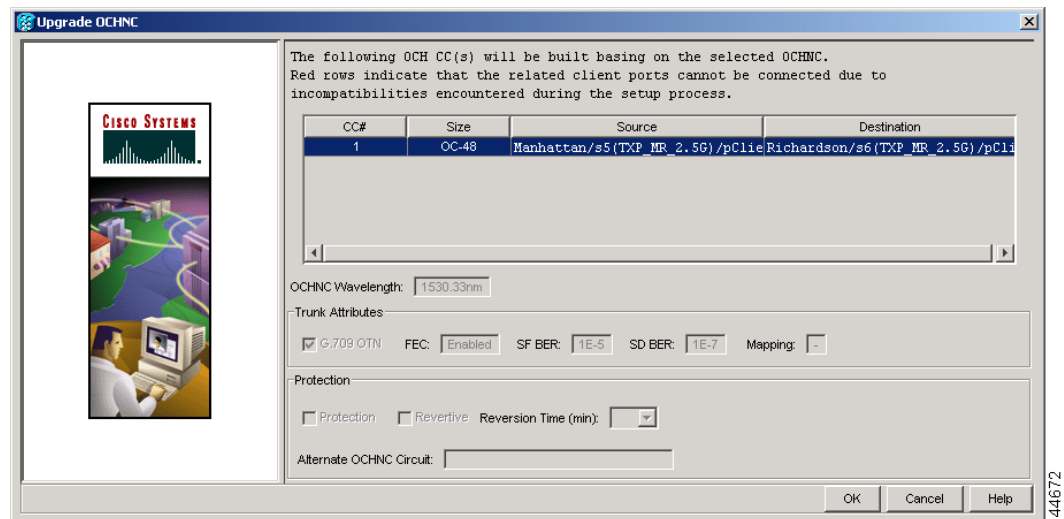 Upgrade OCHNC
The following OCH CC(s) will be built basing on the selected OCHNC.
Red rows indicate that the related client ports cannot be connected due to
incompatibilities encountered during the setup process.
CISCO SYSTEMS
CC# Size Source Destination
1 OC-48 Manhattan/s5(TXP_MR_2.5G)/pClie Richardson/s6(TXP_MR_2.5G)/pCli
OCHNC Wavelength: 1530.33nm
Trunk Attributes
G.709 OTN FEC: Enabled SF BER: 1E-5 SD BER: 1E-7 Mapping: -
Protection
Protection Revertive Reversion Time (min):
Alternate OCHNC Circuit:
OK Cancel Help
44672